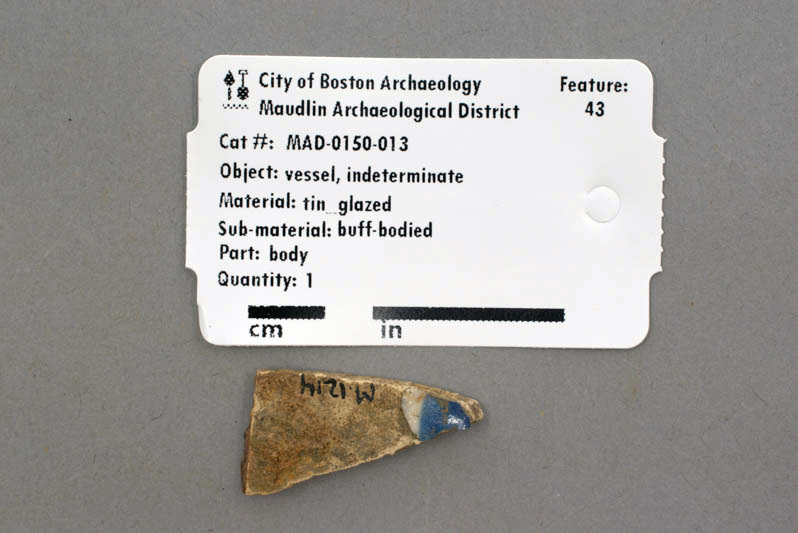 City of Boston Archaeology
Maudlin Archaeological District
Feature:
43
Cat #: MAD-0150-013
Object: vessel, indeterminate
Material: tin_glazed
Sub-material: buff-bodied
Part: body
Quantity: 1
cm
in
M.1214